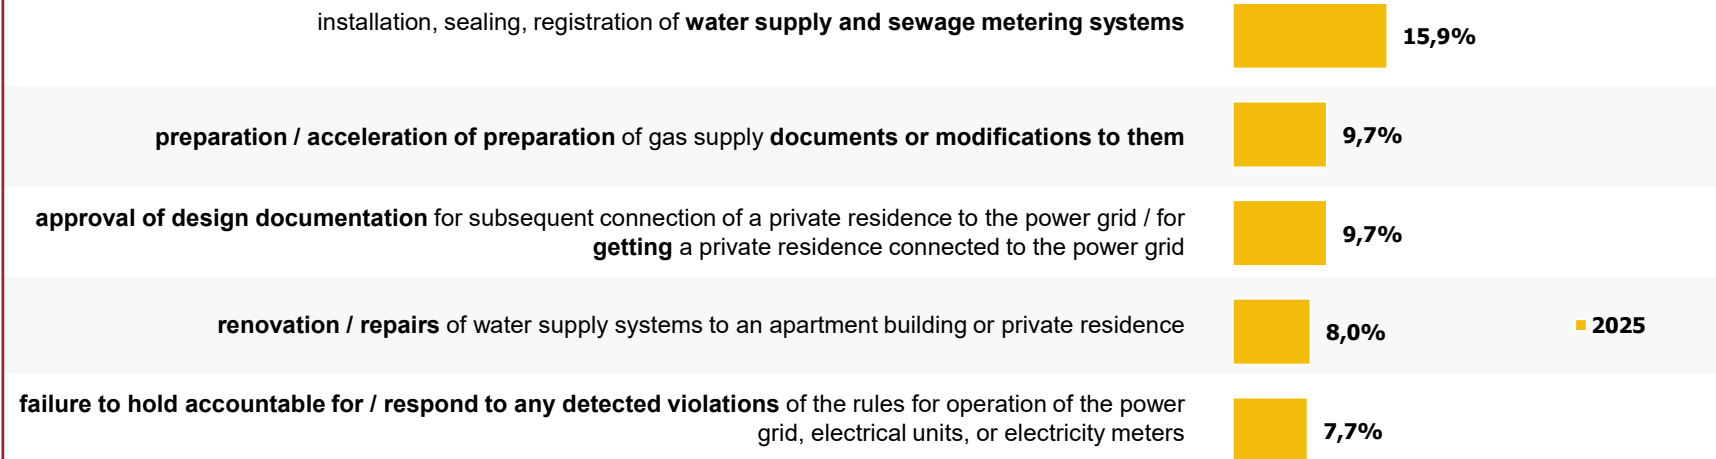 installation, sealing, registration of water supply and sewage metering systems
15,9%
preparation / acceleration of preparation of gas supply documents or modifications to them
9,7%
approval of design documentation for subsequent connection of a private residence to the power grid / for
getting a private residence connected to the power grid
9,7%
renovation / repairs of water supply systems to an apartment building or private residence
8,0%
2025
failure to hold accountable for / respond to any detected violations of the rules for operation of the power
grid, electrical units, or electricity meters
7,7%